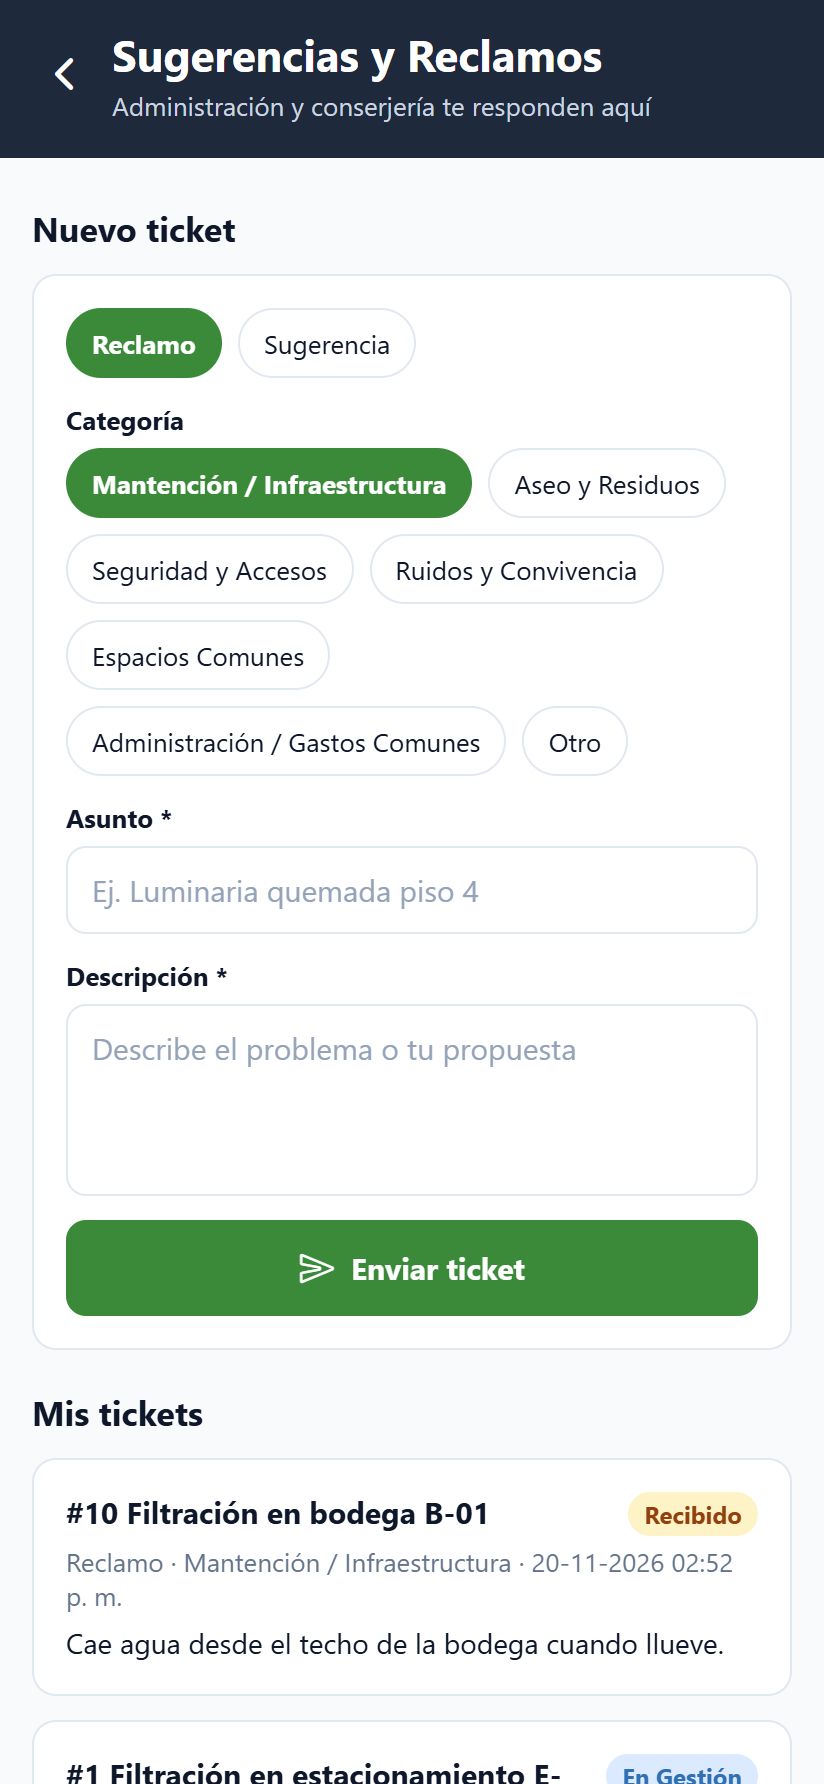 Sugerencias y Reclamos
Administración y conserjería te responden aquí
Nuevo ticket
Reclamo
Sugerencia
Categoría
Mantención / Infraestructura
Aseo y Residuos
Seguridad y Accesos
Ruidos y Convivencia
Espacios Comunes
Administración / Gastos Comunes
Otro
Asunto *
Ej. Luminaria quemada piso 4
Descripción *
Describe el problema o tu propuesta
Enviar ticket
Mis tickets
#10 Filtración en bodega B-01
Recibido
Reclamo · Mantención / Infraestructura · 20-11-2026 02:52
p. m.
Cae agua desde el techo de la bodega cuando llueve.
#1 Filtración en estacionamiento E-
En Gestión